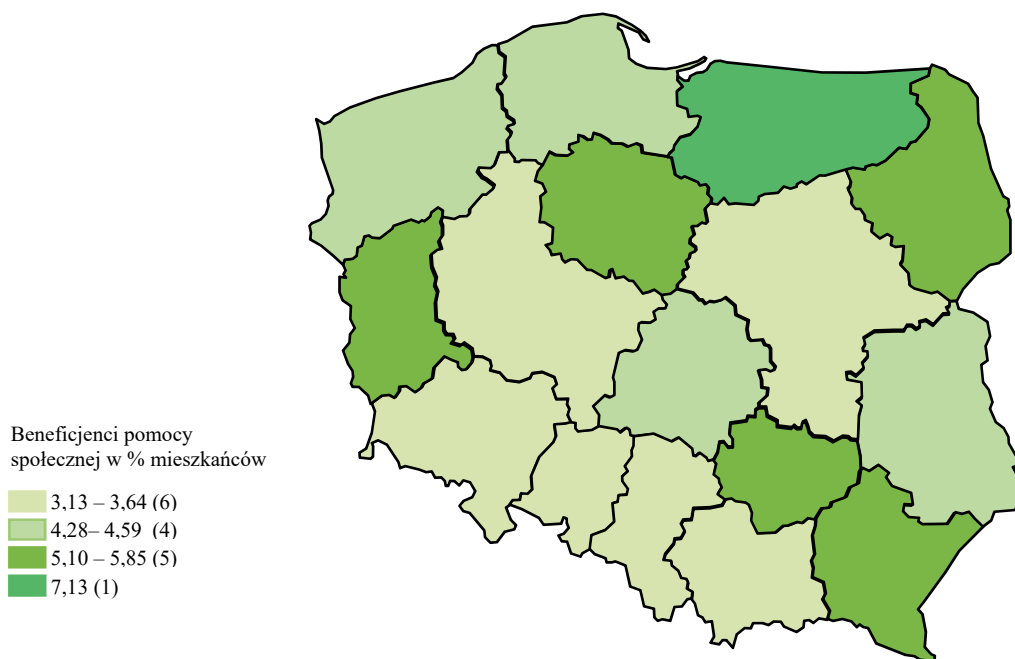 Beneficjenci pomocy
społecznej w % mieszkańców
3,13 – 3,64 (6)
4,28– 4,59 (4)
5,10 – 5,85 (5)
7,13 (1)